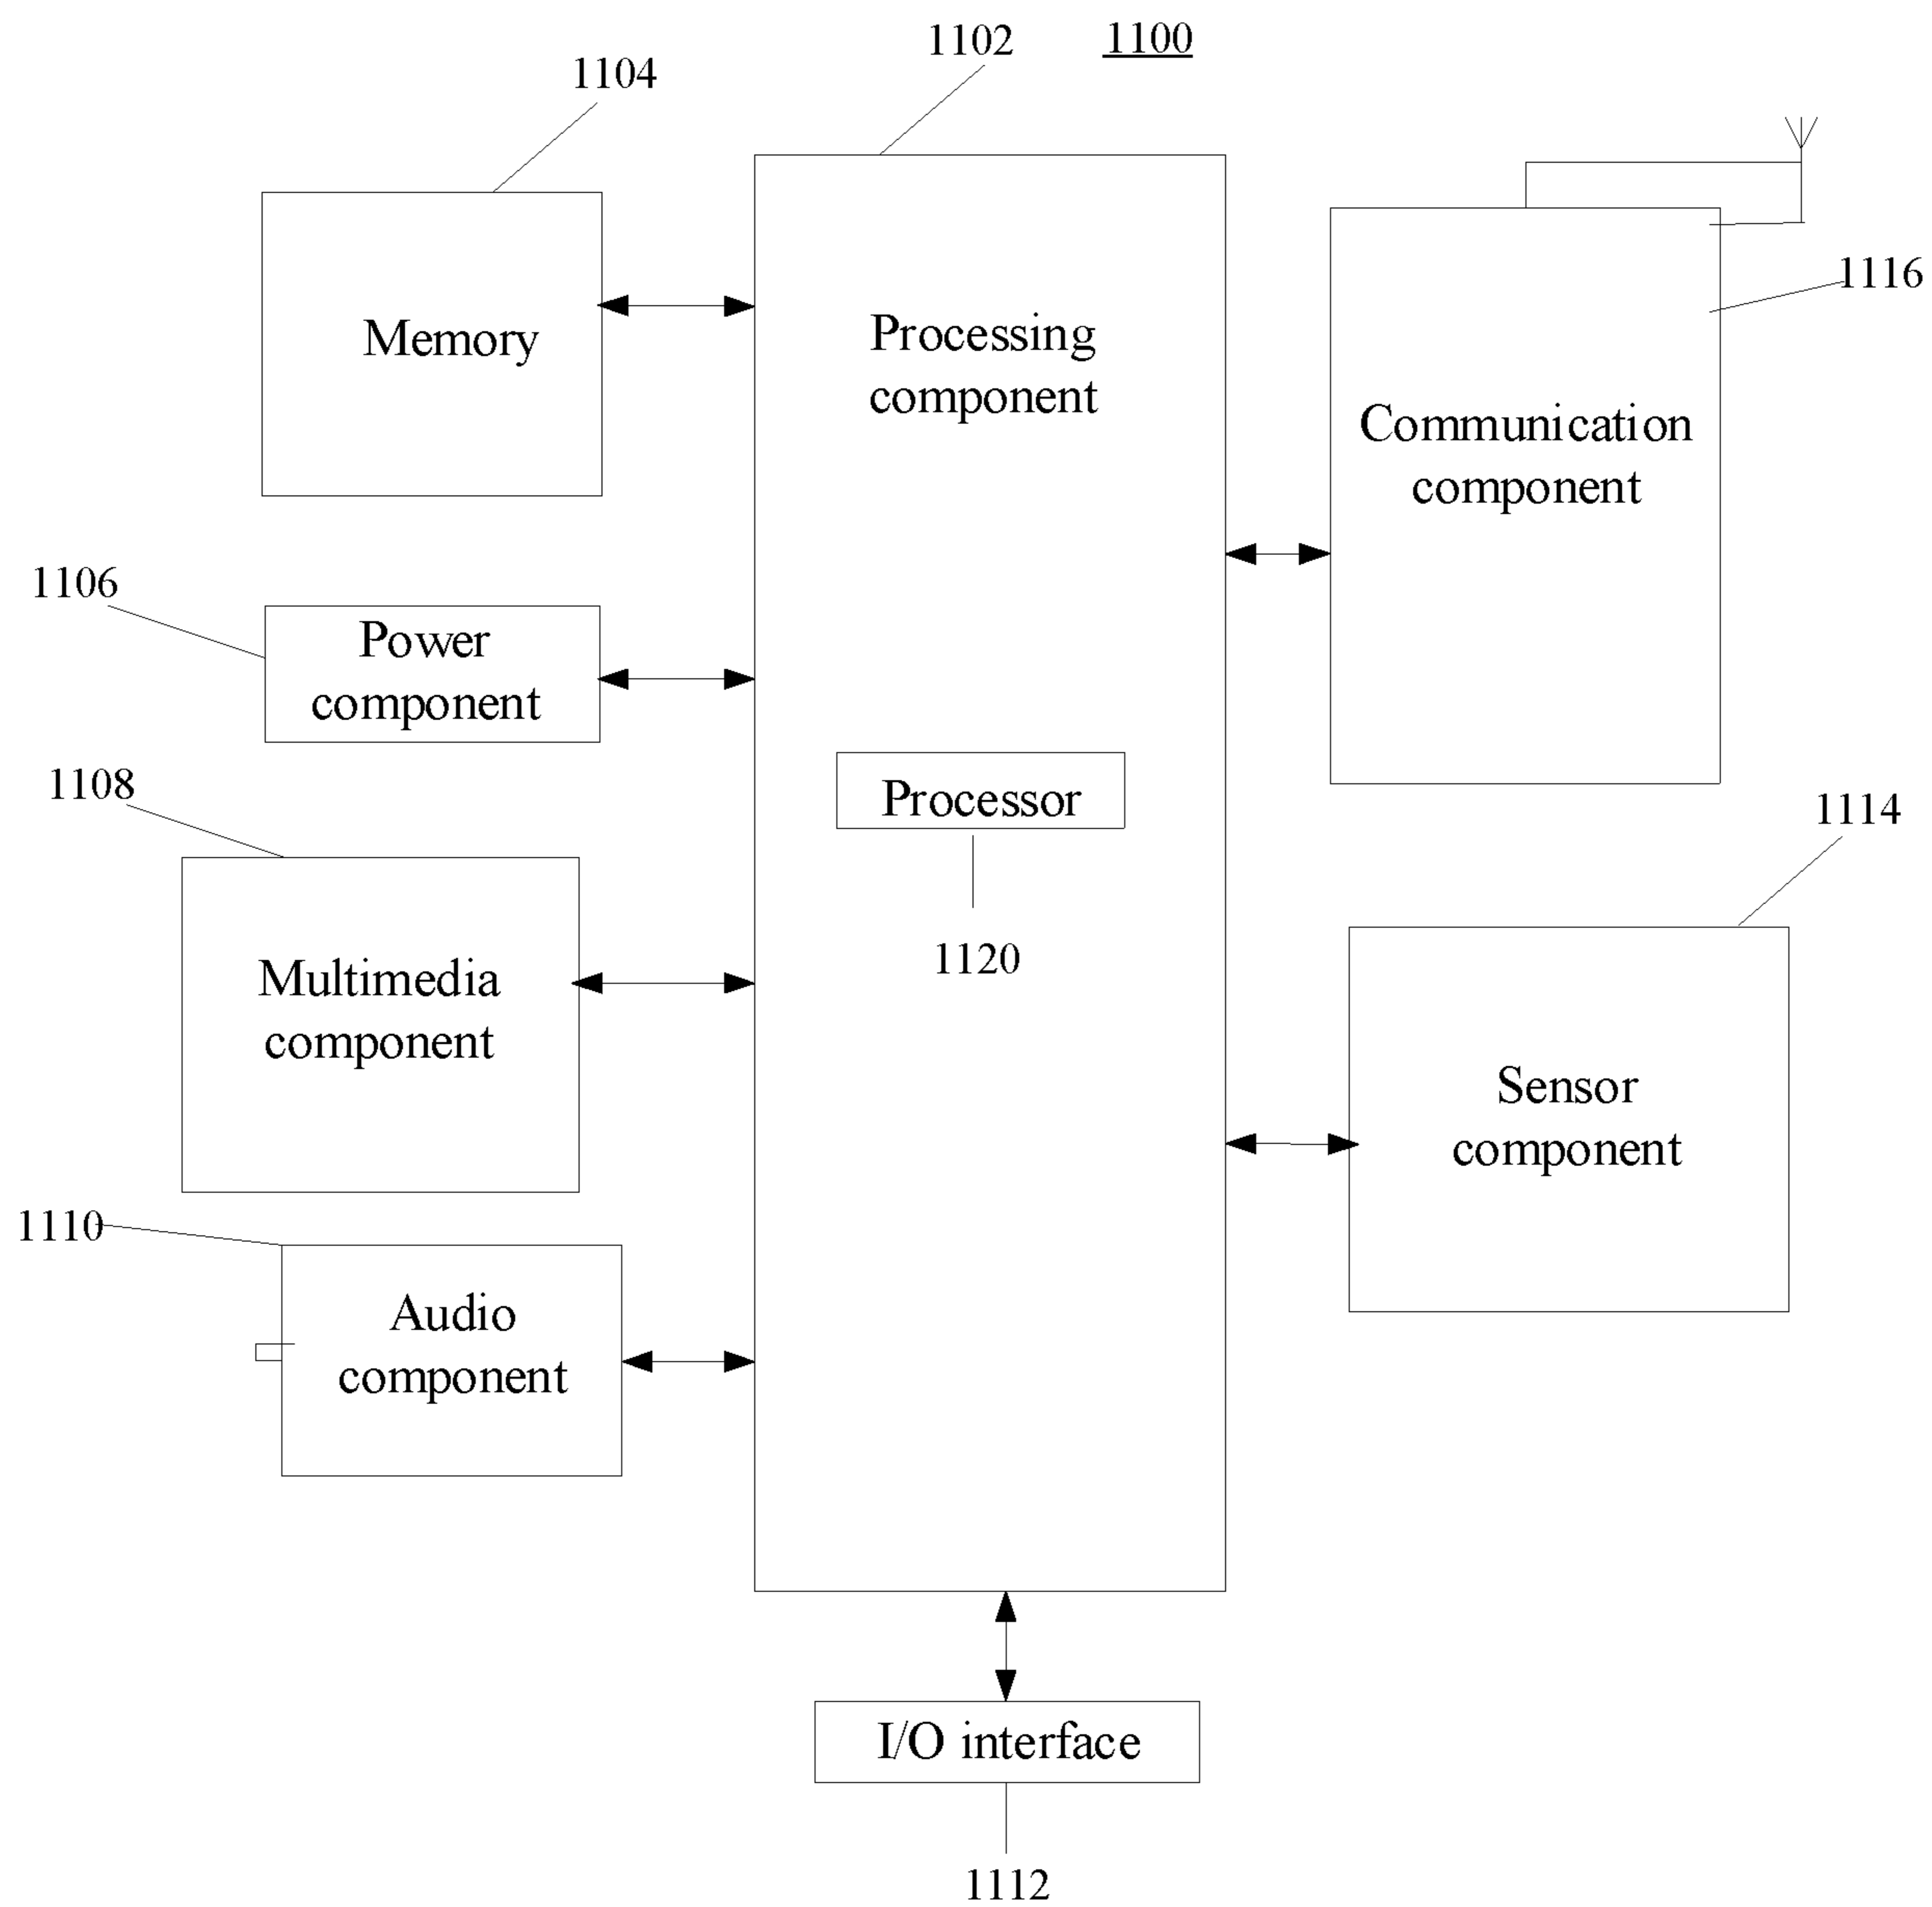 1102
1100
1104
1116
Memory
Processing
component
Communication
component
1106
Power
component
1108
Processor
1114
1120
Multimedia
component
Sensor
component
1110
Audio
component
I/O interface
1112